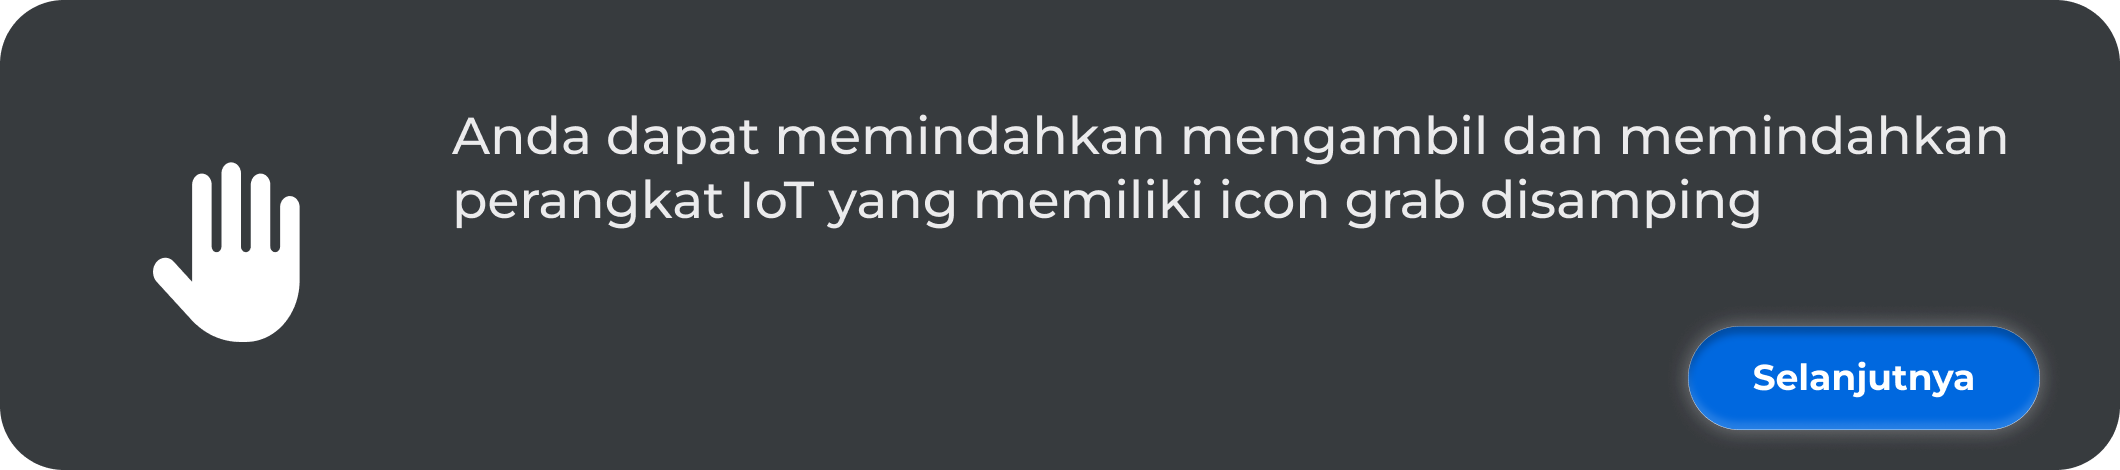 Anda dapat memindahkan mengambil dan memindahkan
perangkat IoT yang memiliki icon grab disamping
Selanjutnya